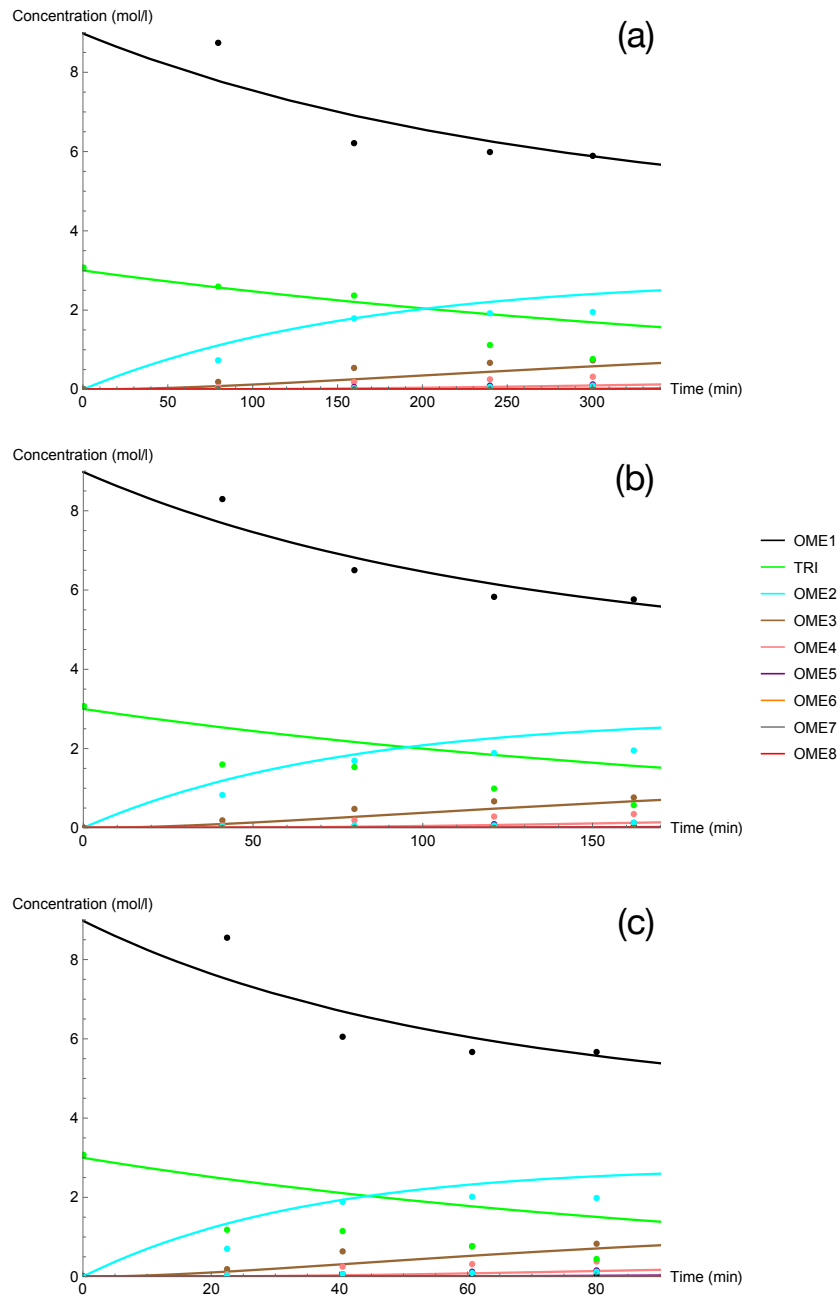 Concentration (mol/l)
(a)
8
6
4
2
0
0 50 100 150 200 250 300 Time (min)
Concentration (mol/l)
(b)
8
6
4
2
0
0 50 100 150 Time (min)
OME1
TRI
OME2
OME3
OME4
OME5
OME6
OME7
OME8
Concentration (mol/l)
(c)
8
6
4
2
0
0 20 40 60 80 Time (min)